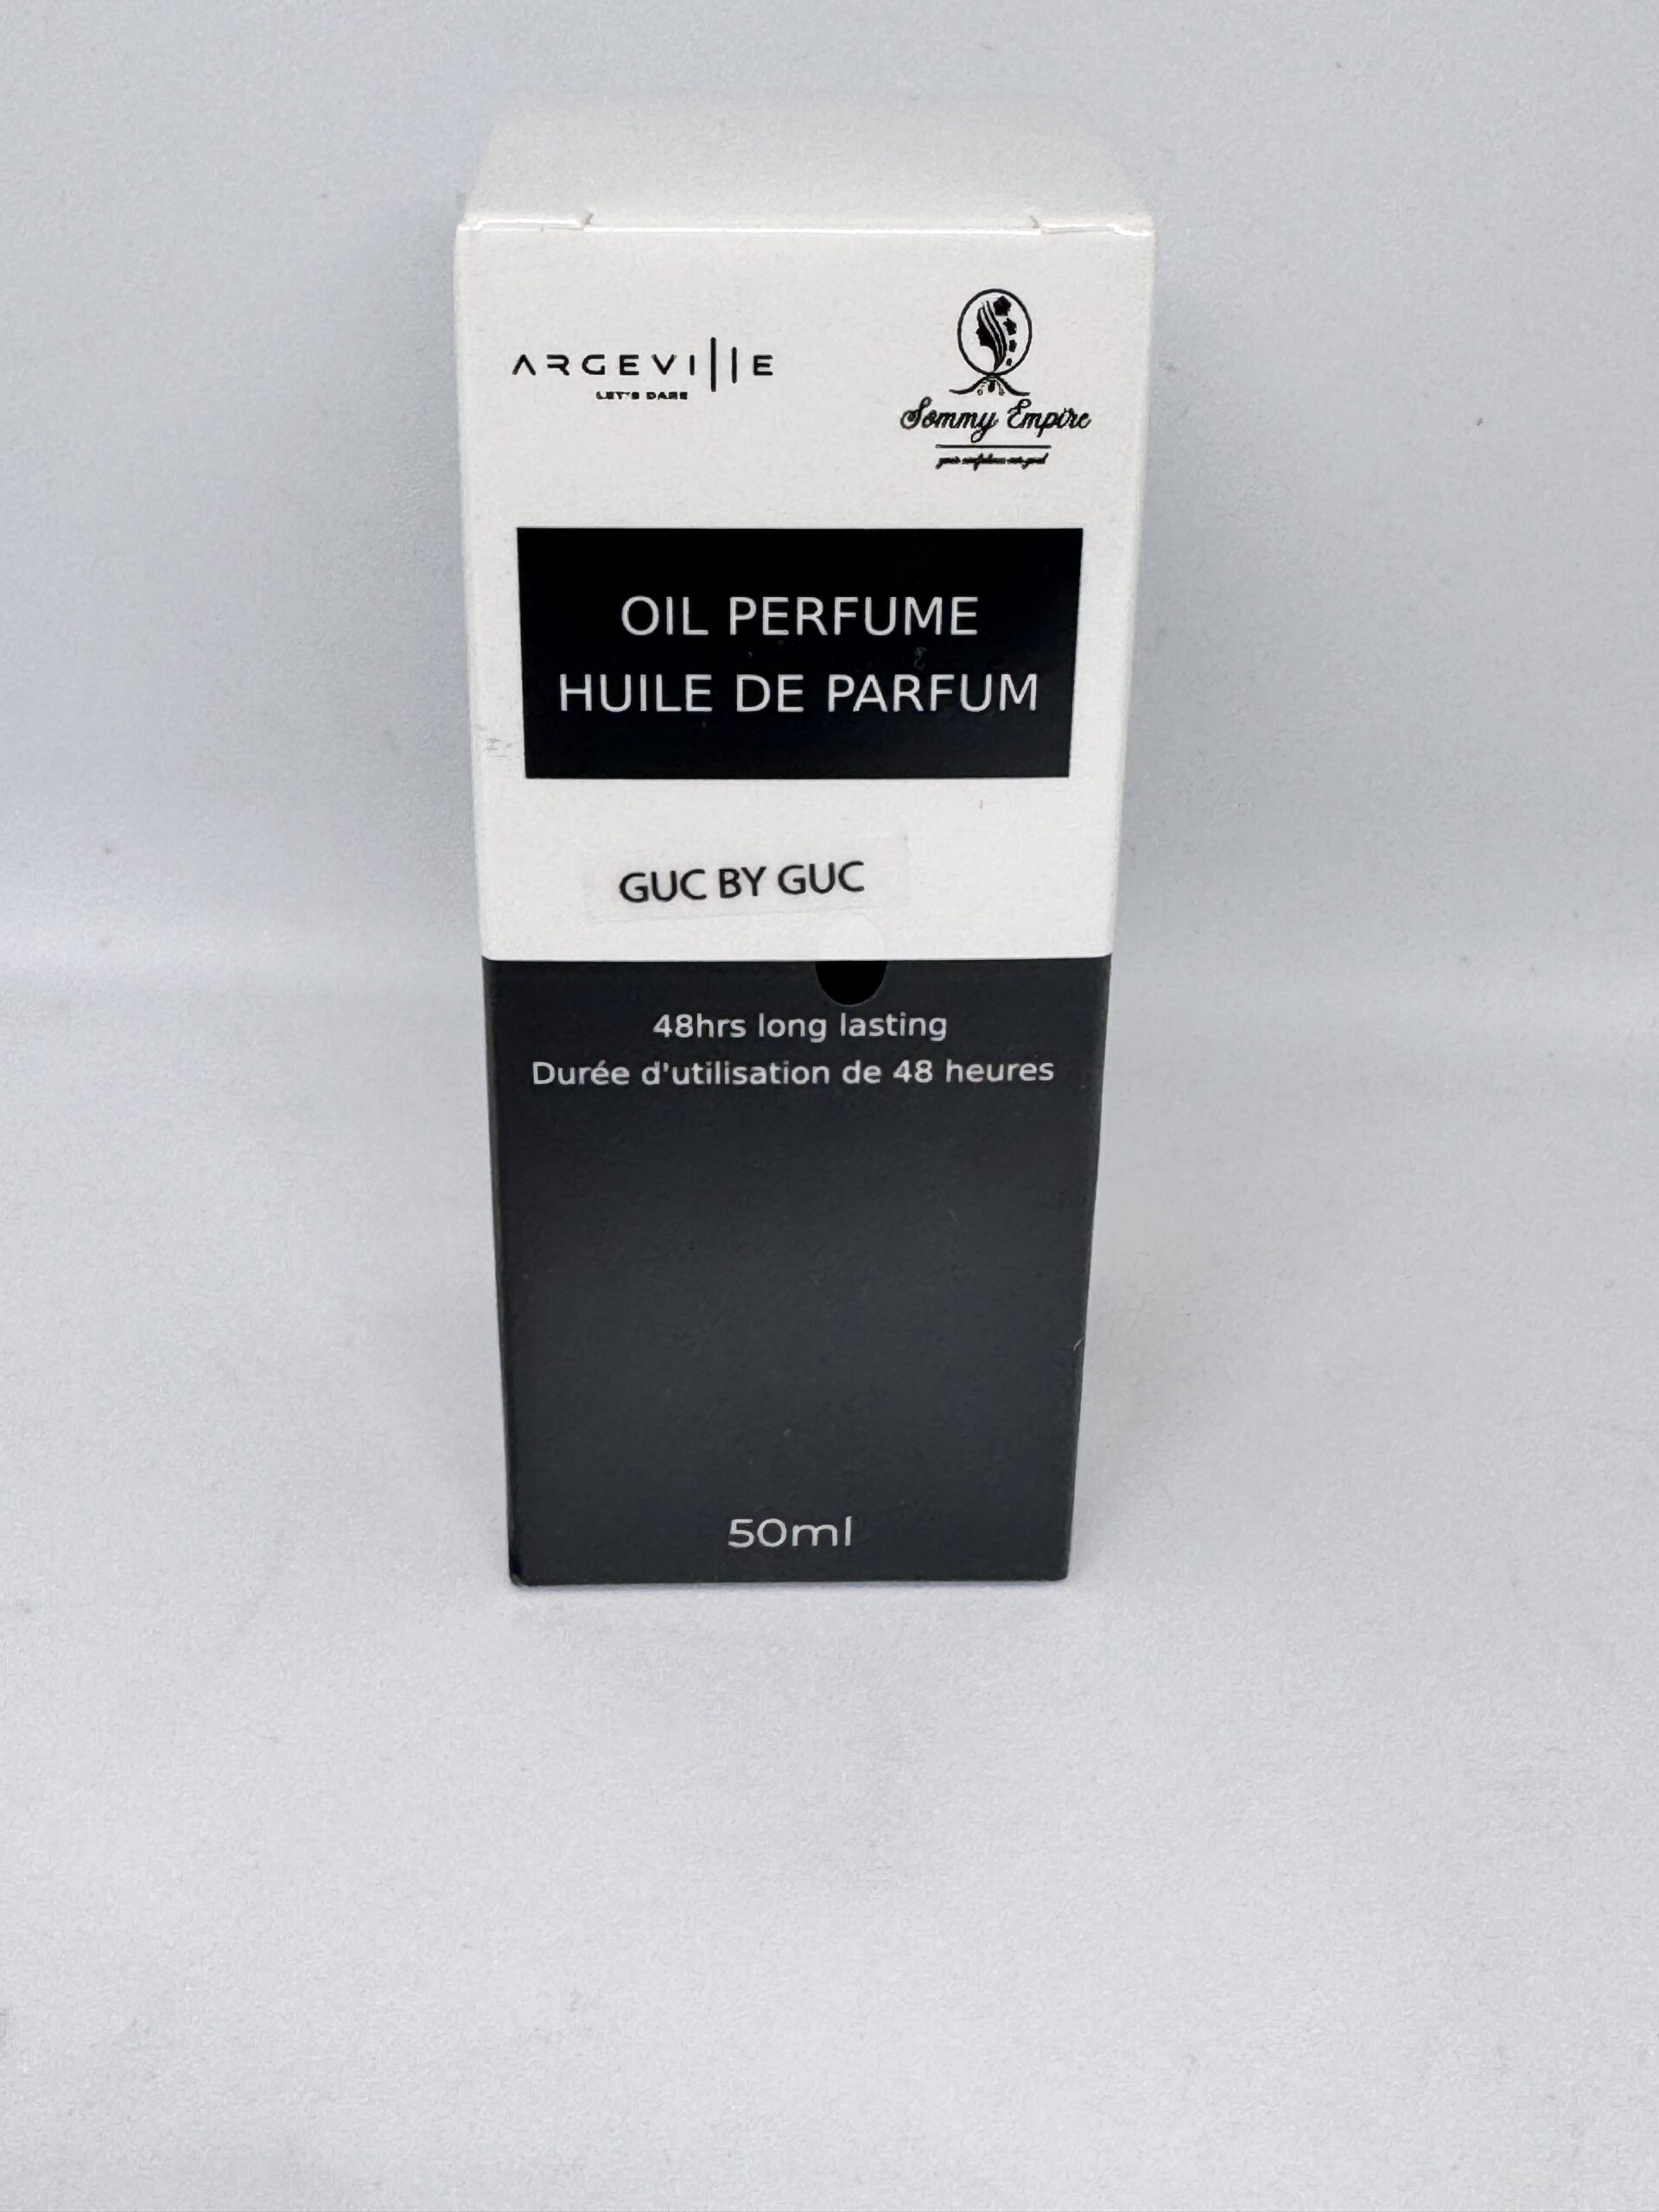 ARGEVILLE
LET'S DARE
Sommy Empire
OIL PERFUME
HUILE DE PARFUM
GUC BY GUC
48hrs long lasting
Durée d'utilisation de 48 heures
50ml